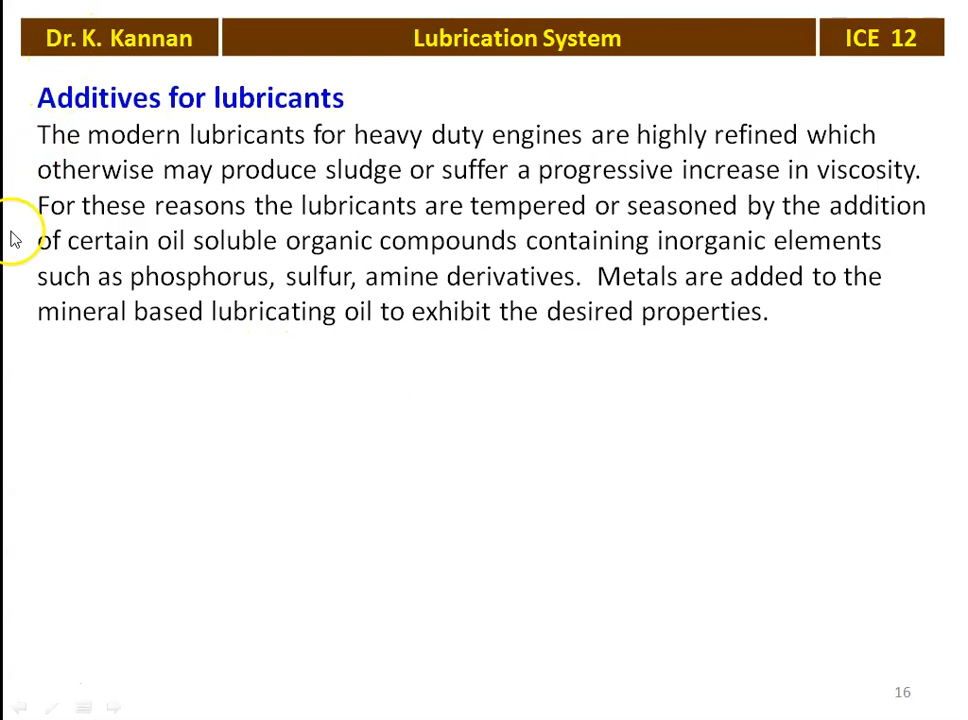 Dr. K. Kannan
Lubrication System
ICE 12
Additives for lubricants
The modern lubricants for heavy duty engines are highly refined which
otherwise may produce sludge or suffer a progressive increase in viscosity.
For these reasons the lubricants are tempered or seasoned by the addition
of certain oil soluble organic compounds containing inorganic elements
such as phosphorus, sulfur, amine derivatives.  Metals are added to the
mineral based lubricating oil to exhibit the desired properties.
16